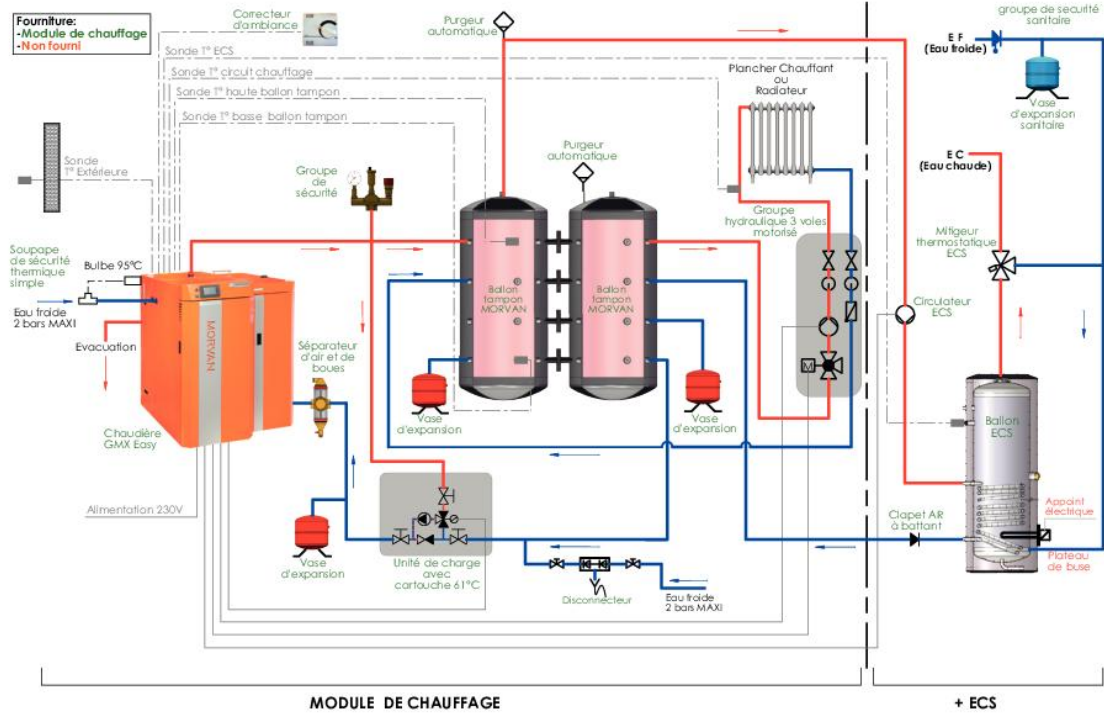 Fourniture:
-Module de chauffage
-Non fourni
Correcteur
d'ambiance
Purgeur
automatique
groupe de securité
sanitaire
E F
(Eau froide)
Sonde T° ECS
Sonde T° circuit chauffage
Sonde T° haute ballon tampon
Sonde T° basse ballon tampon
Plancher Chauffant
ou
Radiateur
Vase
d'expansion
sanitaire
Sonde
T° Extérieure
Groupe
de
sécurité
Purgeur
automatique
E C
(Eau chaude)
Groupe
hydraulique 3 voies
motorisé
Mitigeur
thermostatique
ECS
Soupape
de sécurité
thermique
simple
Bulbe 95°C
Eau froide
2 bars MAXI
Evacuation
MORVAN
Ballon
tampon
MORVAN
Ballon
tampon
MORVAN
Circulateur
ECS
Séparateur
d'air et de
boues
M
Chaudière
GMX Easy
Vase
d'expansion
Vase
d'expansion
Ballon
ECS
Alimentation 230V
Clapet AR
à battant
Appoint
électrique
Plateau
de buse
Vase
d'expansion
Unité de charge
avec
cartouche 61°C
Disconnecteur
Eau froide
2 bars MAXI
MODULE DE CHAUFFAGE
+ ECS